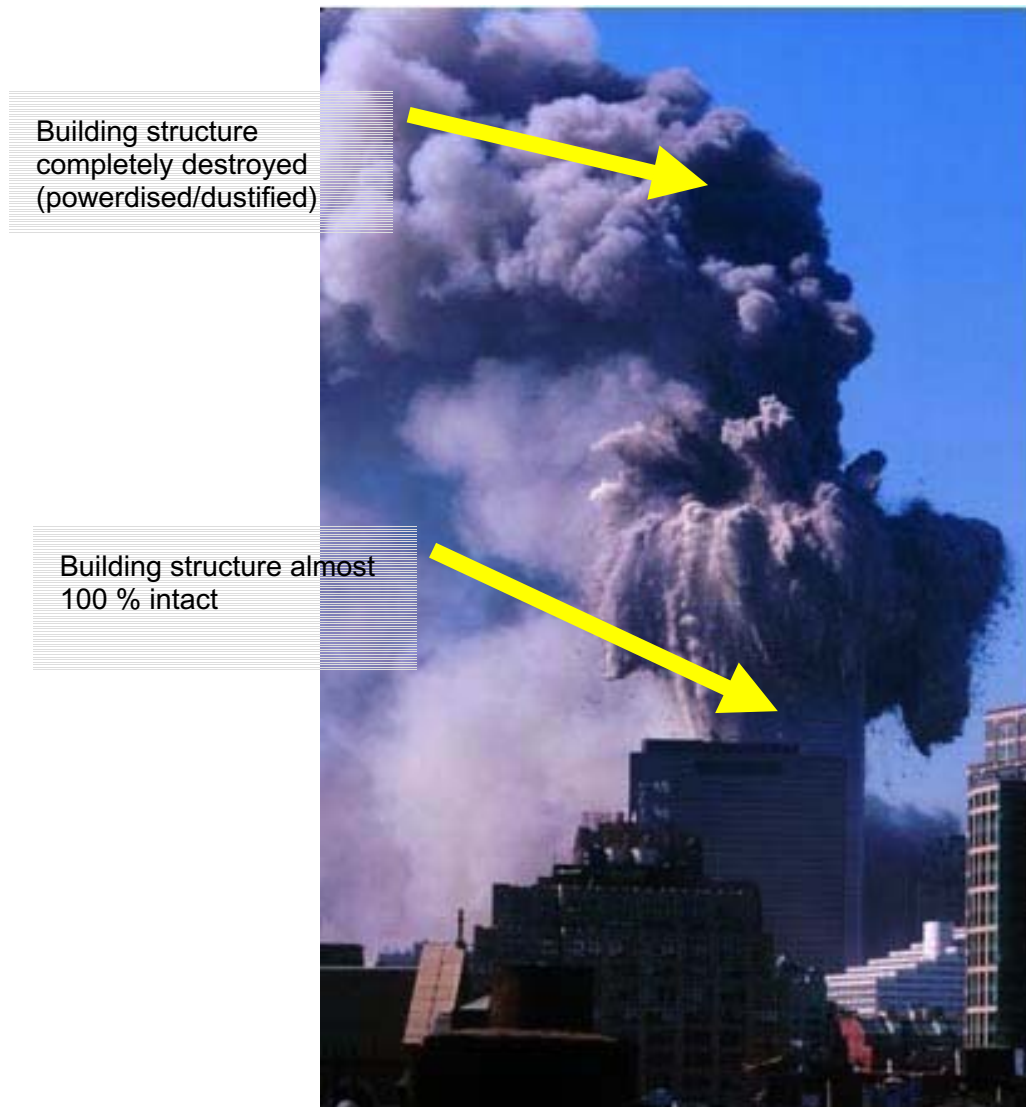 Building structure
completely destroyed
(powerdised/dustified)
Building structure almost
100 % intact